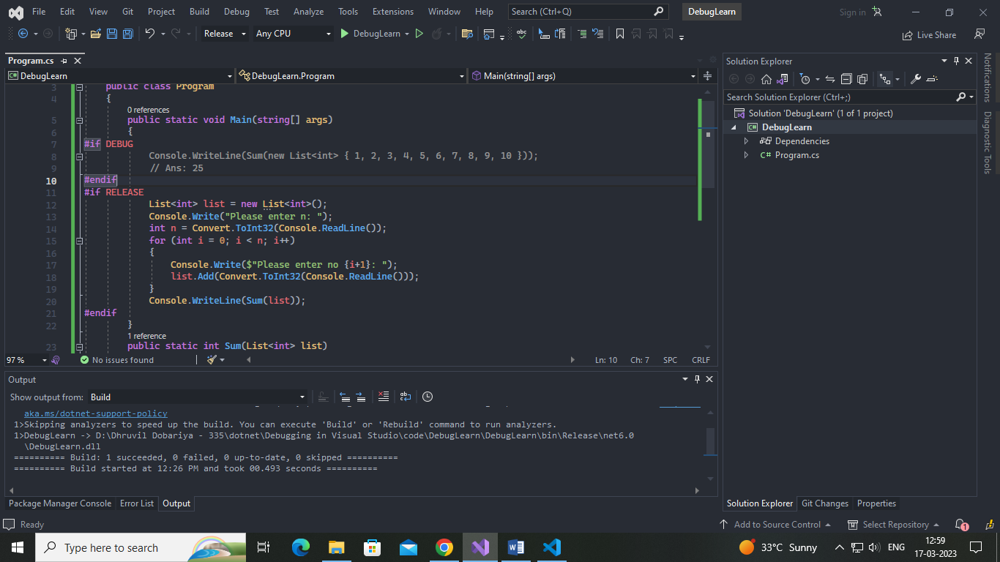 File Edit View Git Project Build Debug Test Analyze Tools Extensions Window Help Search (Ctrl+Q) DebugLearn Sign in
Release Any CPU DebugLearn Live Share
Program.cs
DebugLearn DebugLearn.Program Main(string[] args)
3 public class Program
4 {
0 references
5 public static void Main(string[] args)
6 {
7 #if DEBUG
8 Console.WriteLine(Sum(new List<int> { 1, 2, 3, 4, 5, 6, 7, 8, 9, 10 }));
9 // Ans: 25
10 #endif
11 #if RELEASE
12 List<int> list = new List<int>();
13 Console.Write("Please enter n: ");
14 int n = Convert.ToInt32(Console.ReadLine());
15 for (int i = 0; i < n; i++)
16 {
17 Console.Write($"Please enter no {i+1}: ");
18 list.Add(Convert.ToInt32(Console.ReadLine()));
19 }
20 Console.WriteLine(Sum(list));
21 #endif
22 }
1 reference
23 public static int Sum(List<int> list)
97 % No issues found Ln: 10 Ch: 7 SPC CRLF
Output
Show output from: Build
aka.ms/dotnet-support-policy
1>Skipping analyzers to speed up the build. You can execute 'Build' or 'Rebuild' command to run analyzers.
1>DebugLearn -> D:\Dhruvil Dobariya - 335\dotnet\Debugging in Visual Studio\code\DebugLearn\DebugLearn\bin\Release\net6.0
\DebugLearn.dll
========== Build: 1 succeeded, 0 failed, 0 up-to-date, 0 skipped ==========
========== Build started at 12:26 PM and took 00.493 seconds ==========
Package Manager Console Error List Output
Solution Explorer
Search Solution Explorer (Ctrl+;)
Solution 'DebugLearn' (1 of 1 project)
DebugLearn
Dependencies
C# Program.cs
Solution Explorer Git Changes Properties
Notifications
Diagnostic Tools
Ready Add to Source Control Select Repository 1
Type here to search 33°C Sunny ENG 12:59
17-03-2023